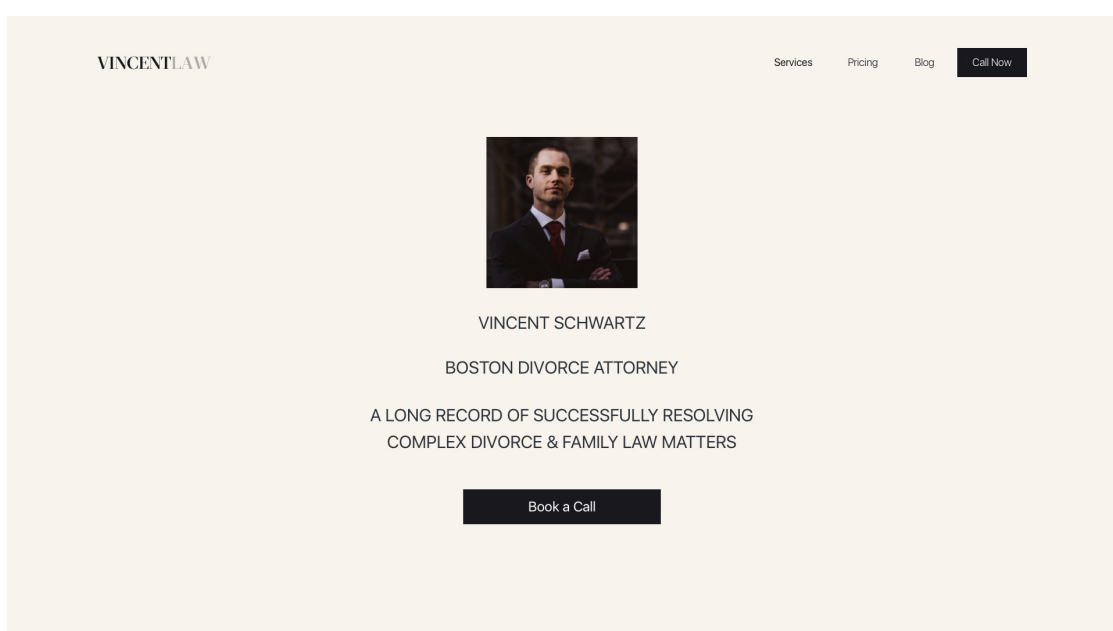 VINCENTLAW
Services Pricing Blog Call Now
VINCENT SCHWARTZ
BOSTON DIVORCE ATTORNEY
A LONG RECORD OF SUCCESSFULLY RESOLVING
COMPLEX DIVORCE & FAMILY LAW MATTERS
Book a Call